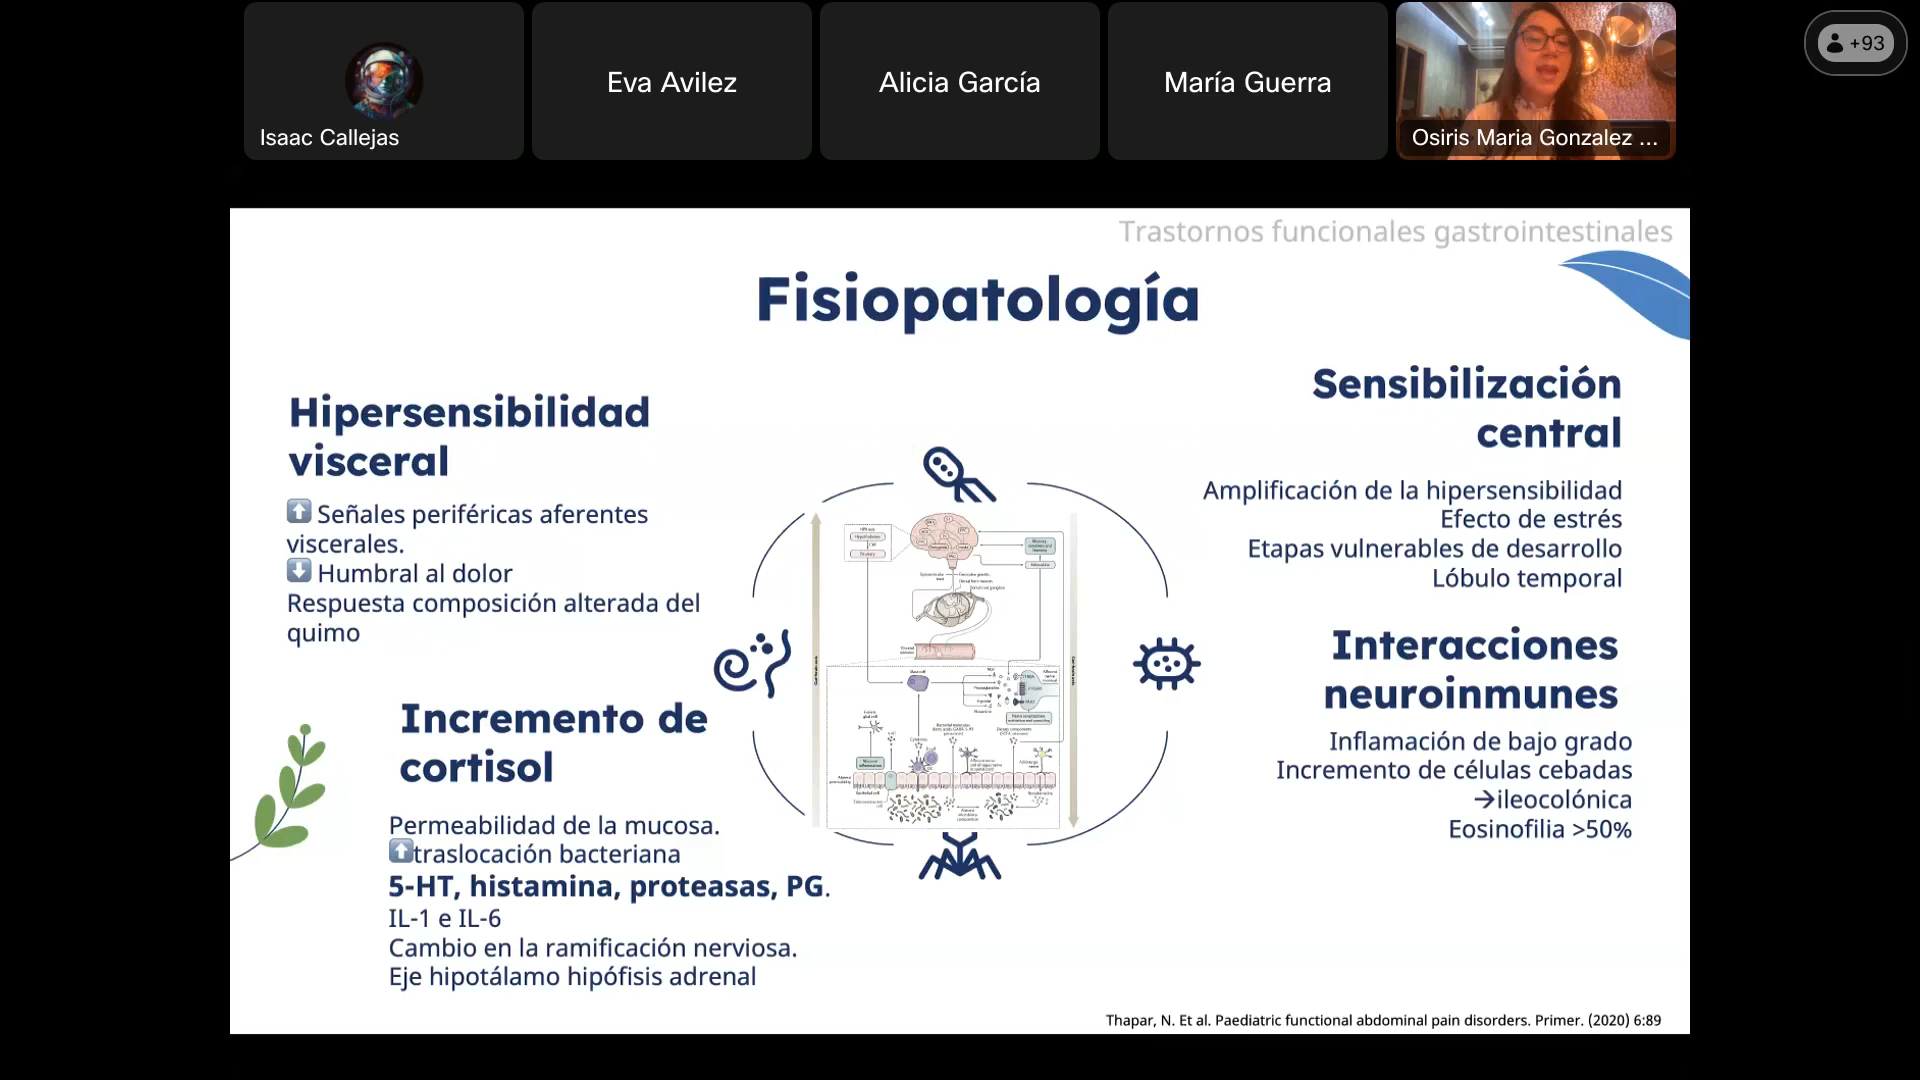 Isaac Callejas
Eva Avilez
Alicia García
María Guerra
Osiris Maria Gonzalez ...
+93
Trastornos funcionales gastrointestinales
Fisiopatología
Hipersensibilidad
visceral
⬆ Señales periféricas aferentes
viscerales.
⬇ Humbral al dolor
Respuesta composición alterada del
quimo
Incremento de
cortisol
Permeabilidad de la mucosa.
⬆traslocación bacteriana
5-HT, histamina, proteasas, PG.
IL-1 e IL-6
Cambio en la ramificación nerviosa.
Eje hipotálamo hipófisis adrenal
Sensibilización
central
Amplificación de la hipersensibilidad
Efecto de estrés
Etapas vulnerables de desarrollo
Lóbulo temporal
Interacciones
neuroinmunes
Inflamación de bajo grado
Incremento de células cebadas
→ileocolónica
Eosinofilia >50%
Thapar, N. Et al. Paediatric functional abdominal pain disorders. Primer. (2020) 6:89